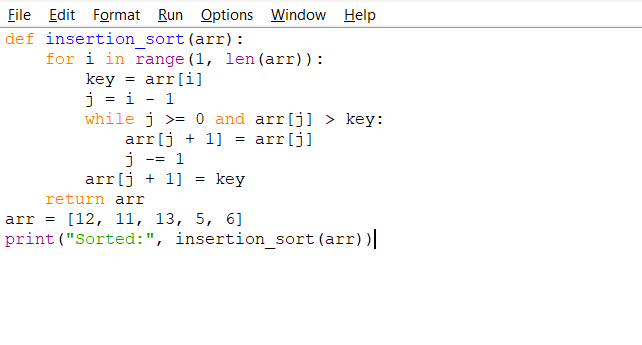 File Edit Format Run Options Window Help
def insertion_sort(arr):
    for i in range(1, len(arr)):
        key = arr[i]
        j = i - 1
        while j >= 0 and arr[j] > key:
            arr[j + 1] = arr[j]
            j -= 1
        arr[j + 1] = key
    return arr
arr = [12, 11, 13, 5, 6]
print("Sorted:", insertion_sort(arr))